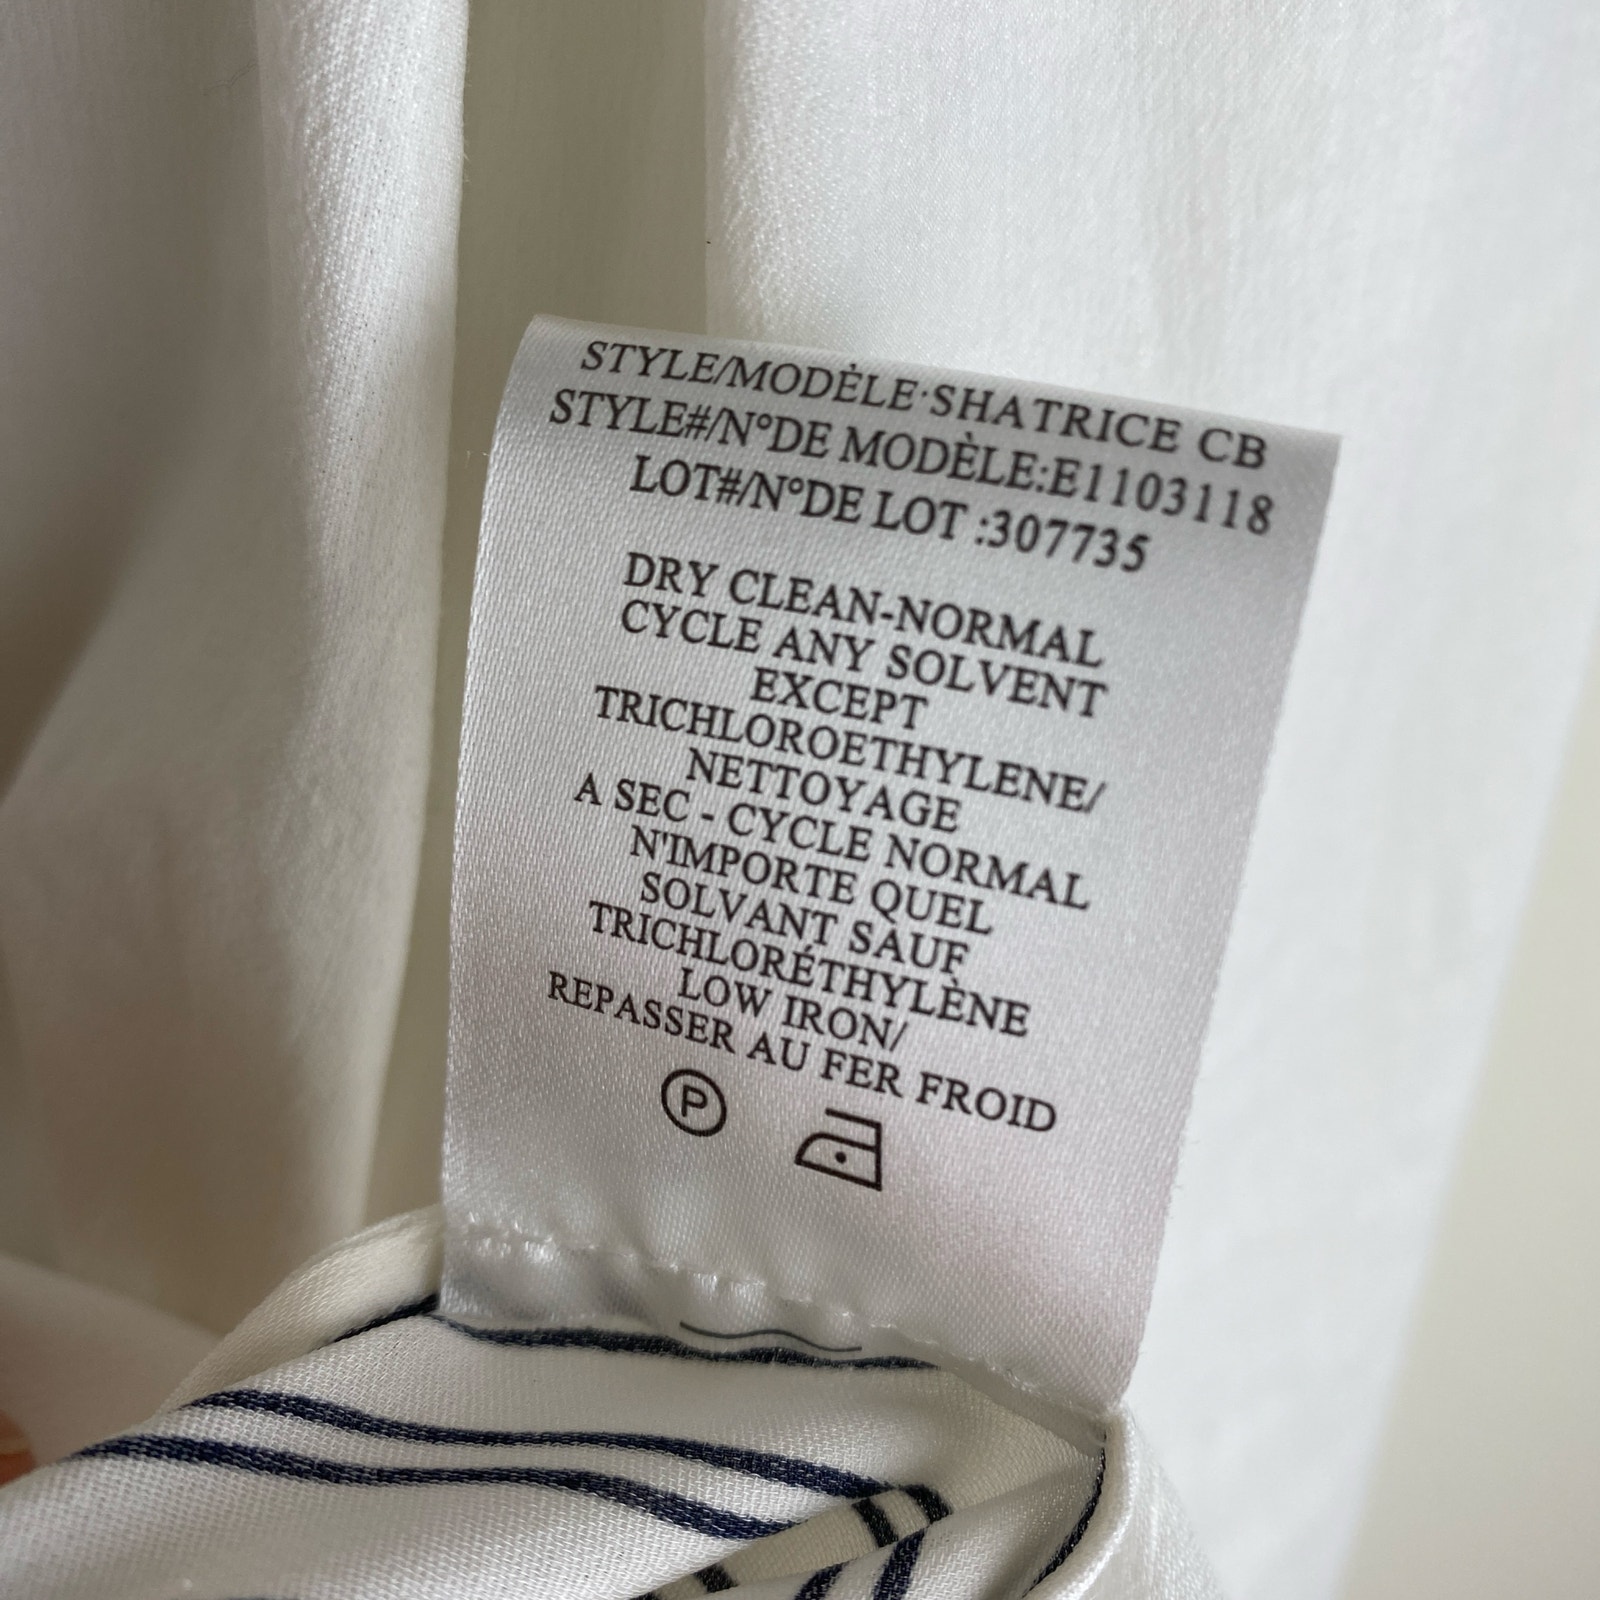 STYLE/MODÈLE·SHATRICE CB
STYLE#/N°DE MODÈLE:E1103118
LOT#/N°DE LOT :307735
DRY CLEAN-NORMAL
CYCLE ANY SOLVENT
EXCEPT
TRICHLOROETHYLENE/
NETTOYAGE
A SEC - CYCLE NORMAL
N'IMPORTE QUEL
SOLVANT SAUF
TRICHLORÉTHYLÈNE
LOW IRON/
REPASSER AU FER FROID
P